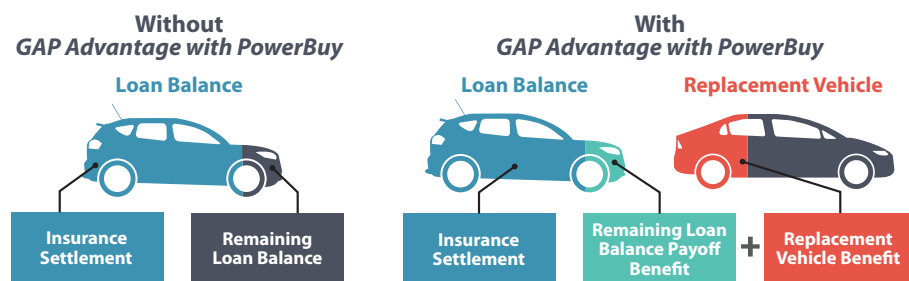 Without
GAP Advantage with PowerBuy
Loan Balance
Insurance
Settlement
Remaining
Loan Balance
With
GAP Advantage with PowerBuy
Loan Balance
Replacement Vehicle
Insurance
Settlement
Remaining Loan
Balance Payoff
Benefit
+
Replacement
Vehicle Benefit